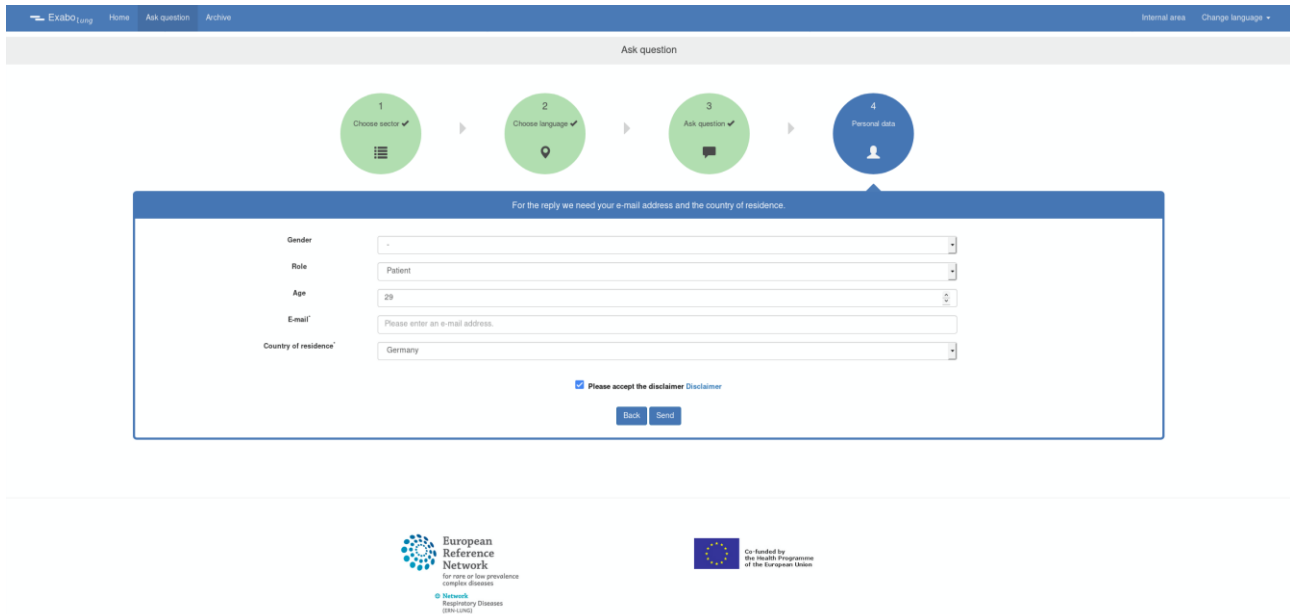 Exabo Lung Home Ask question Archive Internal area Change language
Ask question
1 2 3 4
Choose sector ✔ Choose language ✔ Ask question ✔ Personal data
For the reply we need your e-mail address and the country of residence.
Gender -
Role Patient
Age 29
E-mail* Please enter an e-mail address.
Country of residence* Germany
Please accept the disclaimer Disclaimer
Back Send
European
Reference
Network
for rare or low prevalence
complex diseases
Network
Respiratory Diseases
(ERN-LUNG)
Co-funded by
the Health Programme
of the European Union